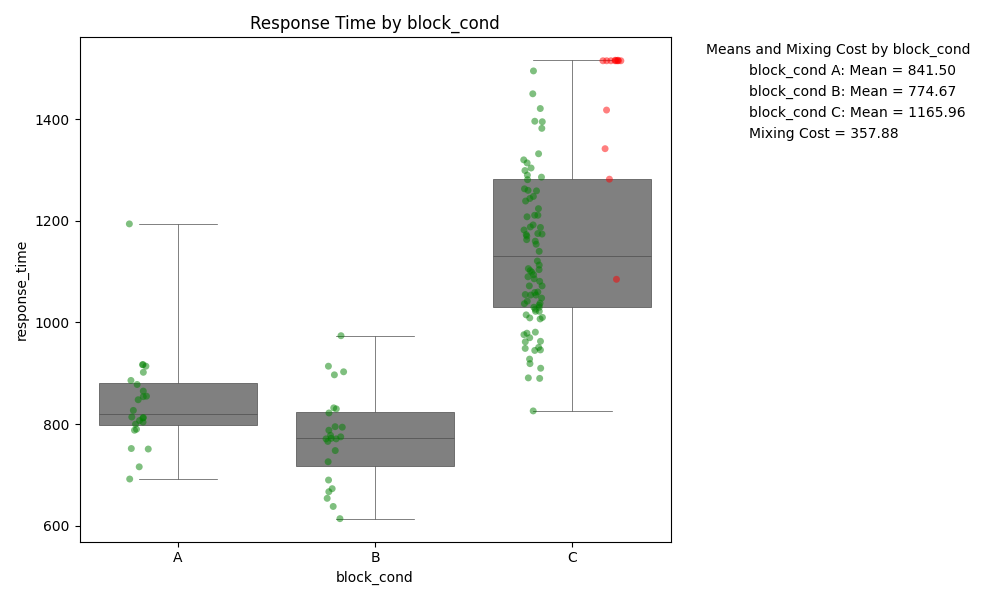 Response Time by block_cond
Means and Mixing Cost by block_cond
block_cond A: Mean = 841.50
block_cond B: Mean = 774.67
block_cond C: Mean = 1165.96
Mixing Cost = 357.88
response_time
1400
1200
1000
800
600
A
B
C
block_cond